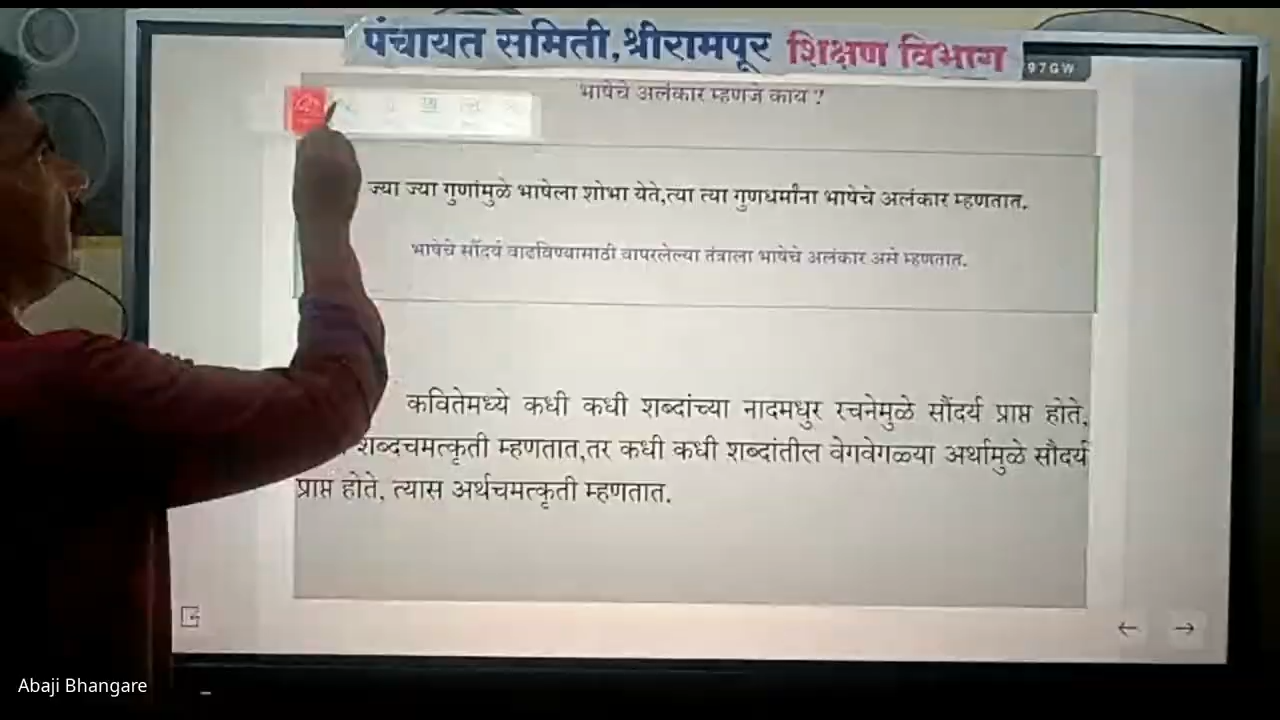 पंचायत समिती,श्रीरामपूर शिक्षण विभाग
97GW
भाषेचे अलंकार म्हणजे काय ?
ज्या ज्या गुणांमुळे भाषेला शोभा येते,त्या त्या गुणधर्मांना भाषेचे अलंकार म्हणतात.
भाषेचे सौंदर्य वाढविण्यासाठी वापरलेल्या तंत्राला भाषेचे अलंकार असे म्हणतात.
कवितेमध्ये कधी कधी शब्दांच्या नादमधुर रचनेमुळे सौंदर्य प्राप्त होते,
शब्दचमत्कृती म्हणतात,तर कधी कधी शब्दांतील वेगवेगळ्या अर्थामुळे सौदर्य
प्राप्त होते, त्यास अर्थचमत्कृती म्हणतात.
Abaji Bhangare